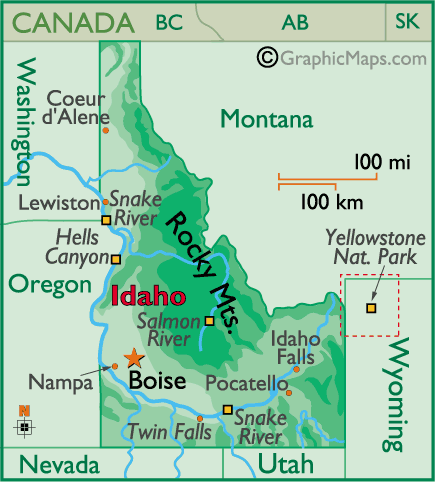 CANADA
BC
AB
SK
©GraphicMaps.com
Washington
Coeur
d'Alene
Montana
100 mi
100 km
Lewiston
Snake
River
Rocky Mts.
Hells
Canyon
Yellowstone
Nat. Park
Oregon
Idaho
Salmon
River
Idaho
Falls
Wyoming
Nampa
Boise
Pocatello
N
Twin Falls
Snake
River
Nevada
Utah